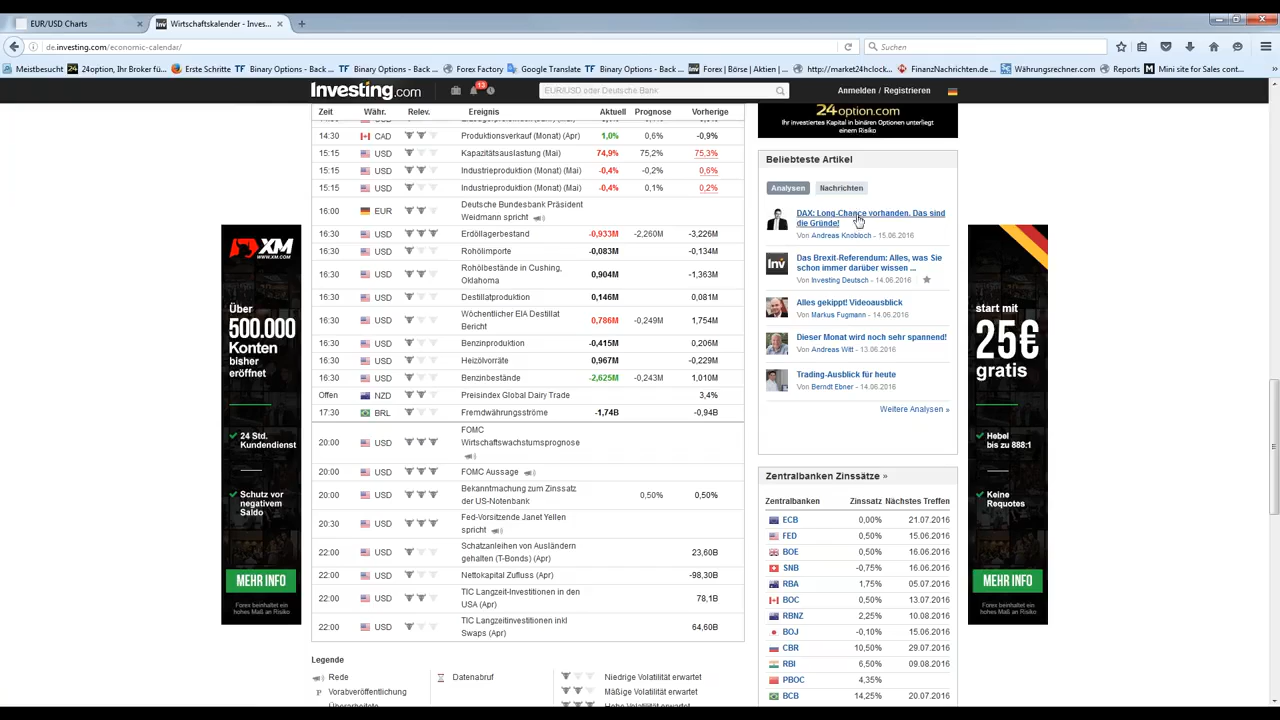 EUR/USD Charts
Wirtschaftskalender - Inves...
de.investing.com/economic-calendar/
Suchen
Meistbesucht
24option, Ihr Broker fü...
Erste Schritte
TF Binary Options - Back ...
TF Binary Options - Back ...
Forex Factory
Google Translate
TF Binary Options - Back ...
Inv Forex | Börse | Aktien | ...
http://market24hclock...
FinanzNachrichten.de ...
Währungsrechner.com
Reports
M Mini site for Sales cont...
Investing.com
13
EUR/USD oder Deutsche Bank
Anmelden / Registrieren
Zeit Währ. Relev. Ereignis Aktuell Prognose Vorherige
14:30 CAD Produktionsverkauf (Monat) (Apr) 1,0% 0,6% -0,9%
15:15 USD Kapazitätsauslastung (Mai) 74,9% 75,2% 75,3%
15:15 USD Industrieproduktion (Monat) (Mai) -0,4% -0,2% 0,6%
15:15 USD Industrieproduktion (Monat) (Mai) -0,4% 0,1% 0,2%
16:00 EUR Deutsche Bundesbank Präsident
Weidmann spricht
16:30 USD Erdöllagerbestand -0,933M -2,260M -3,226M
16:30 USD Rohölimporte -0,083M -0,134M
16:30 USD Rohölbestände in Cushing,
Oklahoma 0,904M -1,363M
16:30 USD Destillatproduktion 0,146M 0,081M
16:30 USD Wöchentlicher EIA Destillat
Bericht 0,786M -0,249M 1,754M
16:30 USD Benzinproduktion -0,415M 0,206M
16:30 USD Heizölvorräte 0,967M -0,229M
16:30 USD Benzinbestände -2,625M -0,243M 1,010M
Offen NZD Preisindex Global Dairy Trade 3,4%
17:30 BRL Fremdwährungsströme -1,74B -0,94B
20:00 USD FOMC
Wirtschaftswachstumsprognose
20:00 USD FOMC Aussage
20:00 USD Bekanntmachung zum Zinssatz
der US-Notenbank 0,50% 0,50%
20:30 USD Fed-Vorsitzende Janet Yellen
spricht
22:00 USD Schatzanleihen von Ausländern
gehalten (T-Bonds) (Apr) 23,60B
22:00 USD Nettokapital Zufluss (Apr) -98,30B
22:00 USD TIC Langzeit-Investitionen in den
USA (Apr) 78,1B
22:00 USD TIC Langzeitinvestitionen inkl
Swaps (Apr) 64,60B
Legende
Rede
P Vorabveröffentlichung
Datenabruf
Niedrige Volatilität erwartet
Mäßige Volatilität erwartet
Hohe Volatilität erwartet
24option.com
Ihr investiertes Kapital in binären Optionen unterliegt
einem Risiko
Beliebteste Artikel
Analysen
Nachrichten
DAX: Long-Chance vorhanden. Das sind
die Gründe!
Von Andreas Knobloch - 15.06.2016
Inv
Das Brexit-Referendum: Alles, was Sie
schon immer darüber wissen ...
Von Investing Deutsch - 14.06.2016
Alles gekippt! Videoausblick
Von Markus Fugmann - 14.06.2016
Dieser Monat wird noch sehr spannend!
Von Andreas Witt - 13.06.2016
Trading-Ausblick für heute
Von Berndt Ebner - 14.06.2016
Weitere Analysen »
Zentralbanken Zinssätze »
Zentralbanken Zinssatz Nächstes Treffen
ECB 0,00% 21.07.2016
FED 0,50% 15.06.2016
BOE 0,50% 16.06.2016
SNB -0,75% 16.06.2016
RBA 1,75% 05.07.2016
BOC 0,50% 13.07.2016
RBNZ 2,25% 10.08.2016
BOJ -0,10% 15.06.2016
CBR 10,50% 29.07.2016
RBI 6,50% 09.08.2016
PBOC 4,35%
BCB 14,25% 20.07.2016
XM
Über
500.000
Konten
bisher
eröffnet
24 Std.
Kundendienst
Schutz vor
negativem
Saldo
MEHR INFO
Forex beinhaltet ein
hohes Maß an Risiko.
start mit
25€
gratis
Hebel
bis zu 888:1
Keine
Requotes
MEHR INFO
Forex beinhaltet ein
hohes Maß an Risiko.